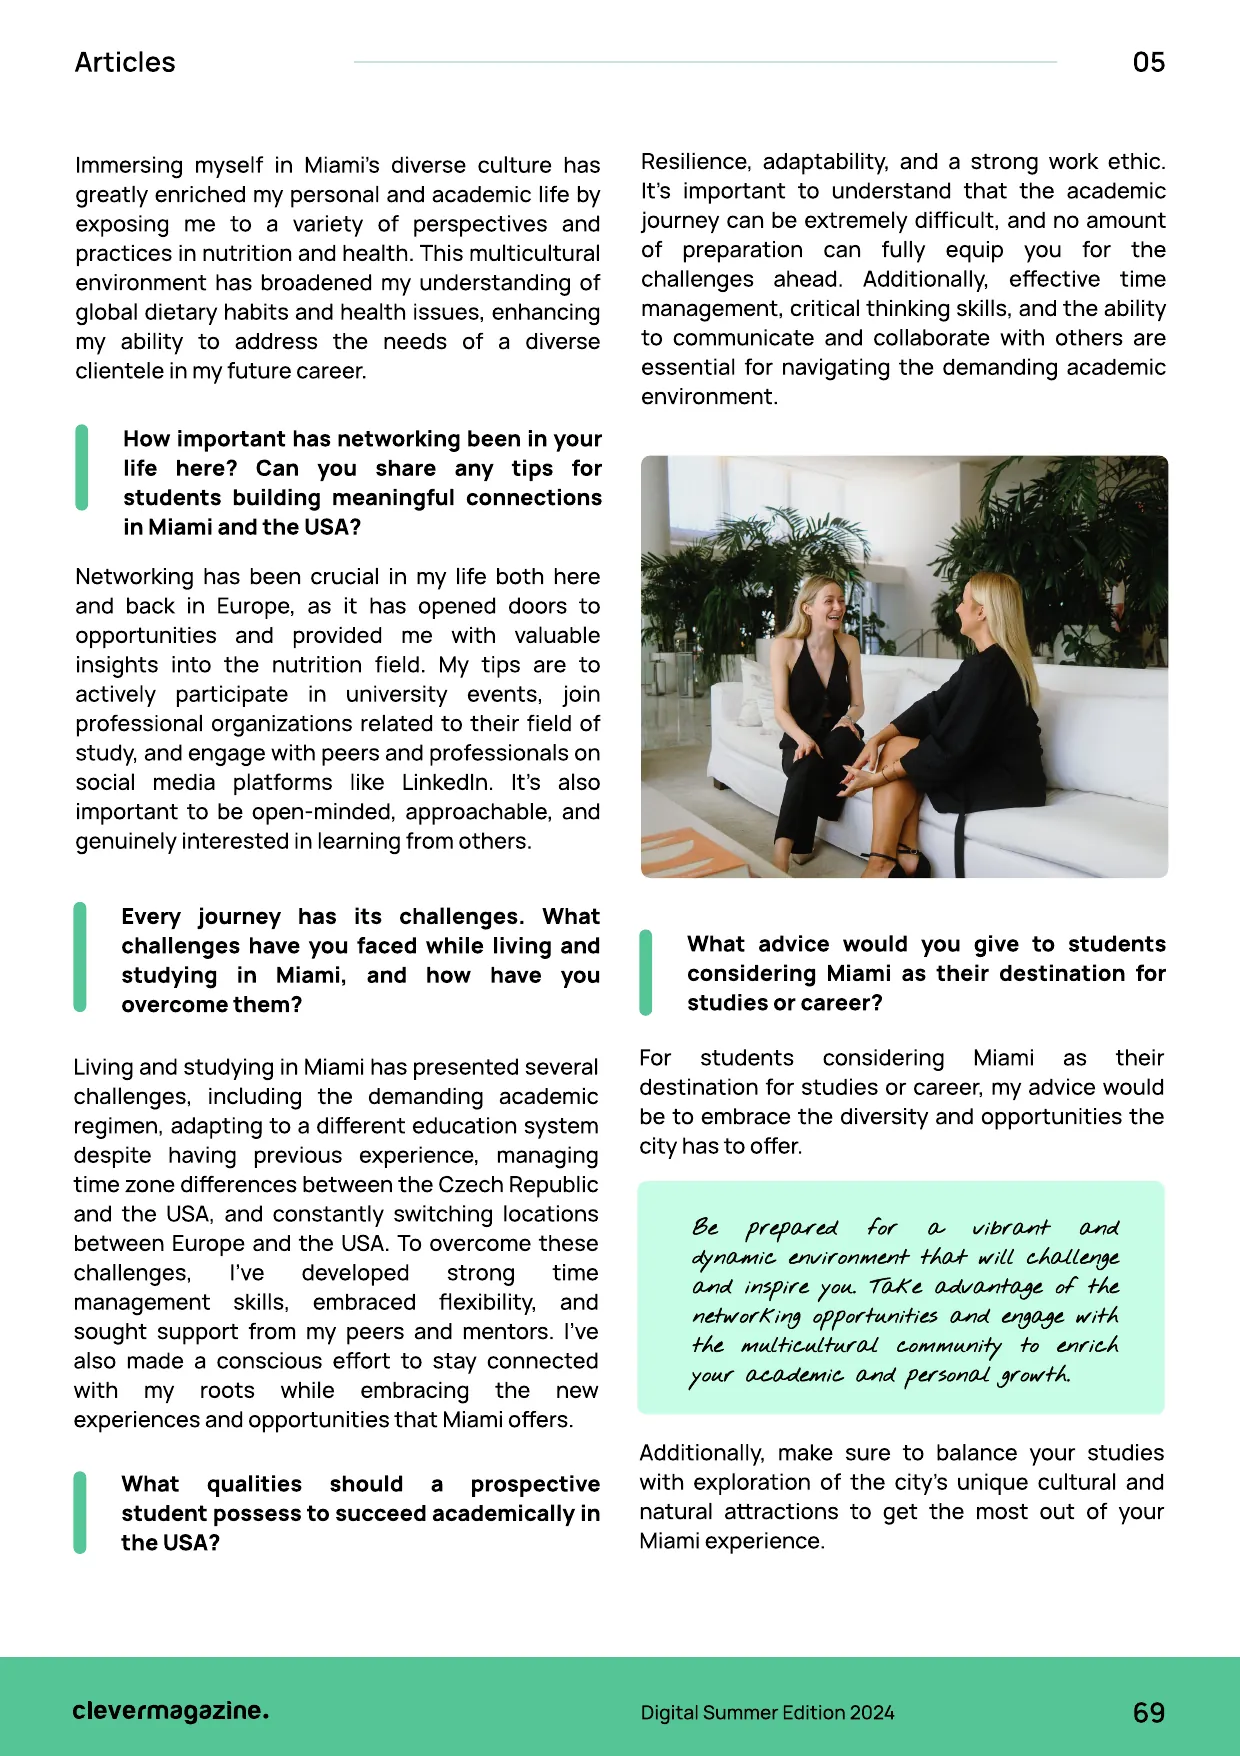 Articles
05
Immersing myself in Miami's diverse culture has
greatly enriched my personal and academic life by
exposing me to a variety of perspectives and
practices in nutrition and health. This multicultural
environment has broadened my understanding of
global dietary habits and health issues, enhancing
my ability to address the needs of a diverse
clientele in my future career.
How important has networking been in your
life here? Can you share any tips for
students building meaningful connections
in Miami and the USA?
Networking has been crucial in my life both here
and back in Europe, as it has opened doors to
opportunities and provided me with valuable
insights into the nutrition field. My tips are to
actively participate in university events, join
professional organizations related to their field of
study, and engage with peers and professionals on
social media platforms like LinkedIn. It's also
important to be open-minded, approachable, and
genuinely interested in learning from others.
Every journey has its challenges. What
challenges have you faced while living and
studying in Miami, and how have you
overcome them?
Living and studying in Miami has presented several
challenges, including the demanding academic
regimen, adapting to a different education system
despite having previous experience, managing
time zone differences between the Czech Republic
and the USA, and constantly switching locations
between Europe and the USA. To overcome these
challenges, I've developed strong time
management skills, embraced flexibility, and
sought support from my peers and mentors. I've
also made a conscious effort to stay connected
with my roots while embracing the new
experiences and opportunities that Miami offers.
What qualities should a prospective
student possess to succeed academically in
the USA?
Resilience, adaptability, and a strong work ethic.
It's important to understand that the academic
journey can be extremely difficult, and no amount
of preparation can fully equip you for the
challenges ahead. Additionally, effective time
management, critical thinking skills, and the ability
to communicate and collaborate with others are
essential for navigating the demanding academic
environment.
What advice would you give to students
considering Miami as their destination for
studies or career?
For students considering Miami as their
destination for studies or career, my advice would
be to embrace the diversity and opportunities the
city has to offer.
Be prepared for a vibrant and
dynamic environment that will challenge
and inspire you. Take advantage of the
networking opportunities and engage with
the multicultural community to enrich
your academic and personal growth.
Additionally, make sure to balance your studies
with exploration of the city's unique cultural and
natural attractions to get the most out of your
Miami experience.
clevermagazine.
Digital Summer Edition 2024
69